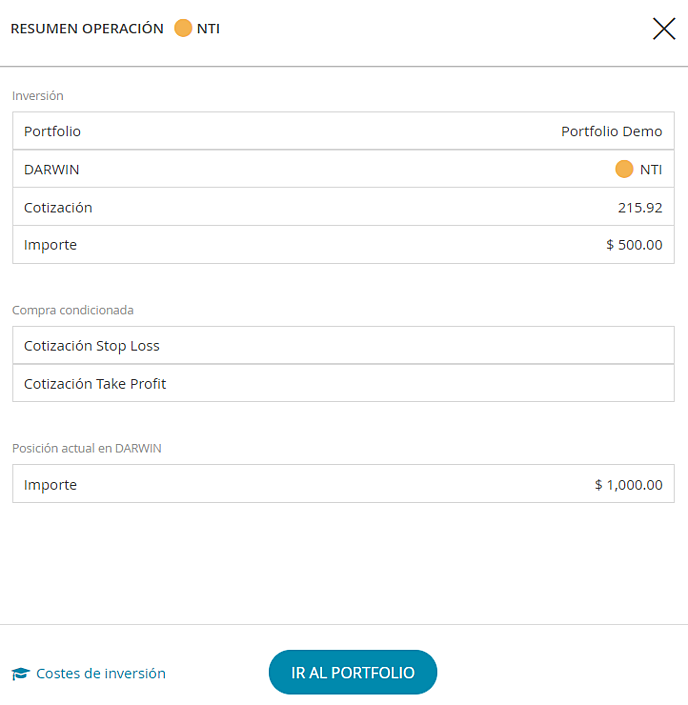 RESUMEN OPERACIÓN NTI
Inversión
Portfolio Portfolio Demo
DARWIN NTI
Cotización 215.92
Importe $ 500.00
Compra condicionada
Cotización Stop Loss
Cotización Take Profit
Posición actual en DARWIN
Importe $ 1,000.00
Costes de inversión IR AL PORTFOLIO